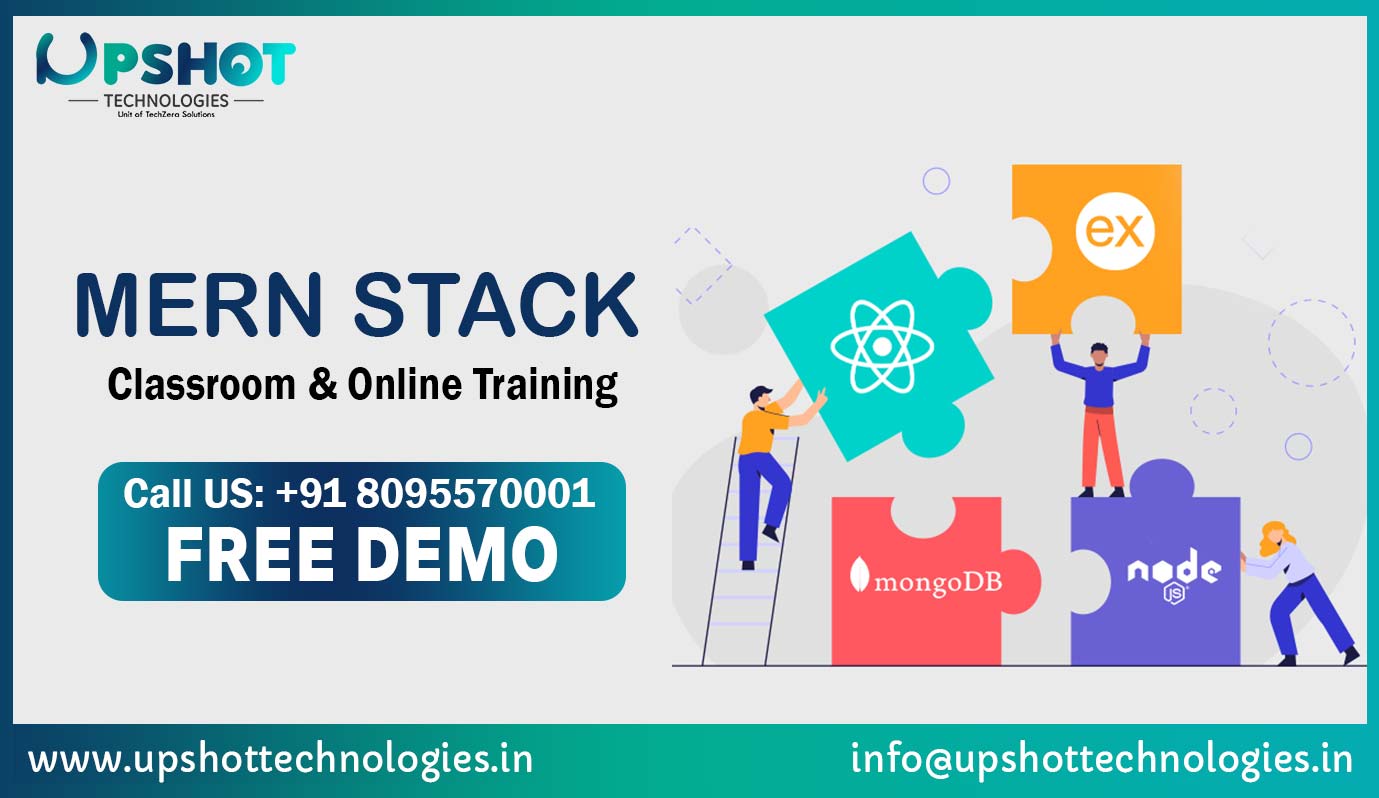 UPSHOT
TECHNOLOGIES
Unit of TechZera Solutions
MERN STACK
Classroom & Online Training
Call US: +91 8095570001
FREE DEMO
ex
mongoDB
node
JS
www.upshottechnologies.in
info@upshottechnologies.in